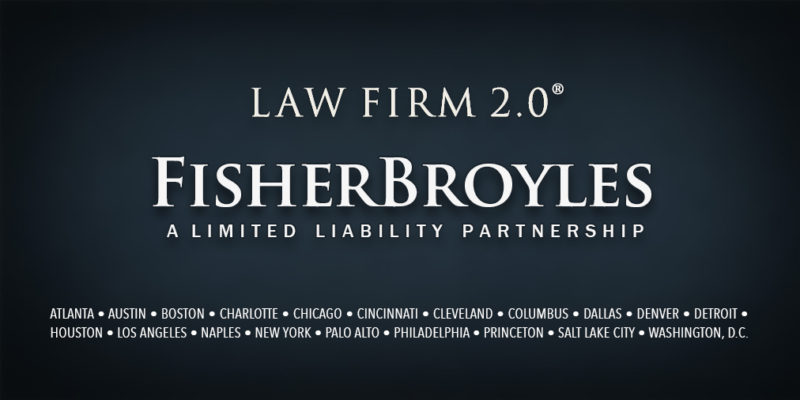 LAW FIRM 2.0®
FISHERBROYLES
A LIMITED LIABILITY PARTNERSHIP
ATLANTA • AUSTIN • BOSTON • CHARLOTTE • CHICAGO • CINCINNATI • CLEVELAND • COLUMBUS • DALLAS • DENVER • DETROIT •
HOUSTON • LOS ANGELES • NAPLES • NEW YORK • PALO ALTO • PHILADELPHIA • PRINCETON • SALT LAKE CITY • WASHINGTON, D.C.